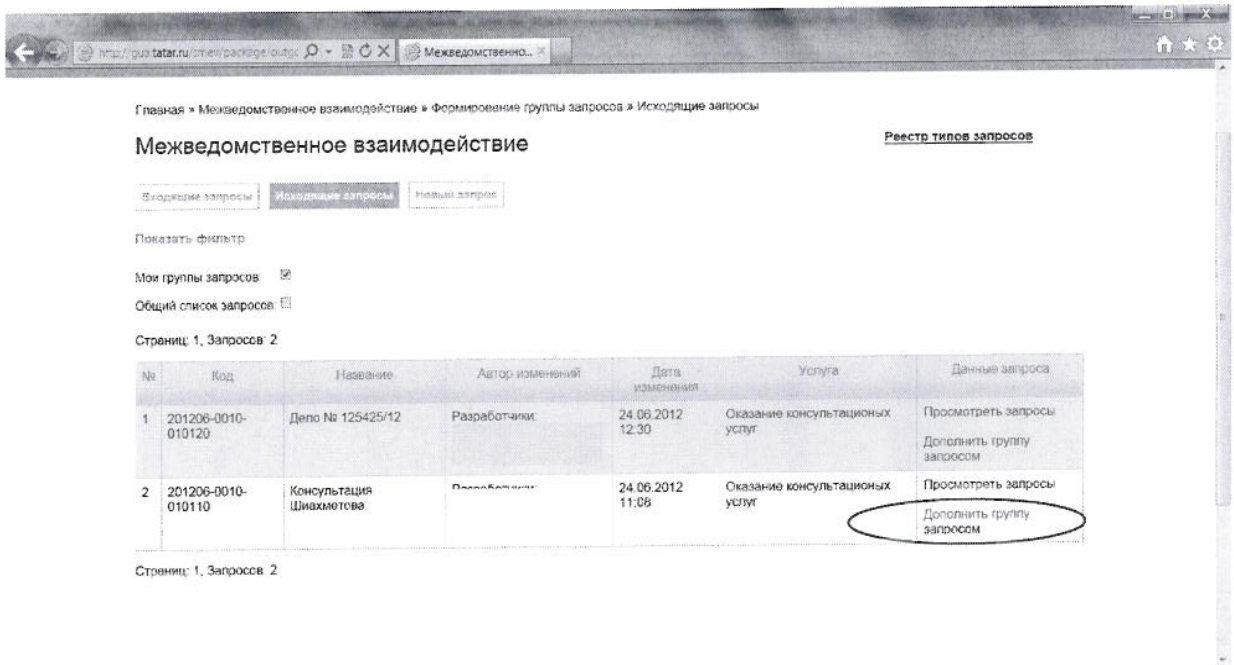 Межведомственно...
Главная » Межведомственное взаимодействие » Формирование группы запросов » Исходящие запросы
Межведомственное взаимодействие
Реестр типов запросов
Входящие запросы
Исходящие запросы
Новый запрос
Показать фильтр
Мои группы запросов:
Общий список запросов:
Страниц: 1, Запросов: 2
№ Код Название Автор изменений Дата изменения Услуга Данные запроса
1 201206-0010-010120 Дело № 125425/12 Разработчики: 24.06.2012 12:30 Оказание консультационых услуг Просмотреть запросы
Дополнить группу запросом
2 201206-0010-010110 Консультация Шиахметова Разработчики: 24.06.2012 11:08 Оказание консультационых услуг Просмотреть запросы
Дополнить группу запросом
Страниц: 1, Запросов: 2